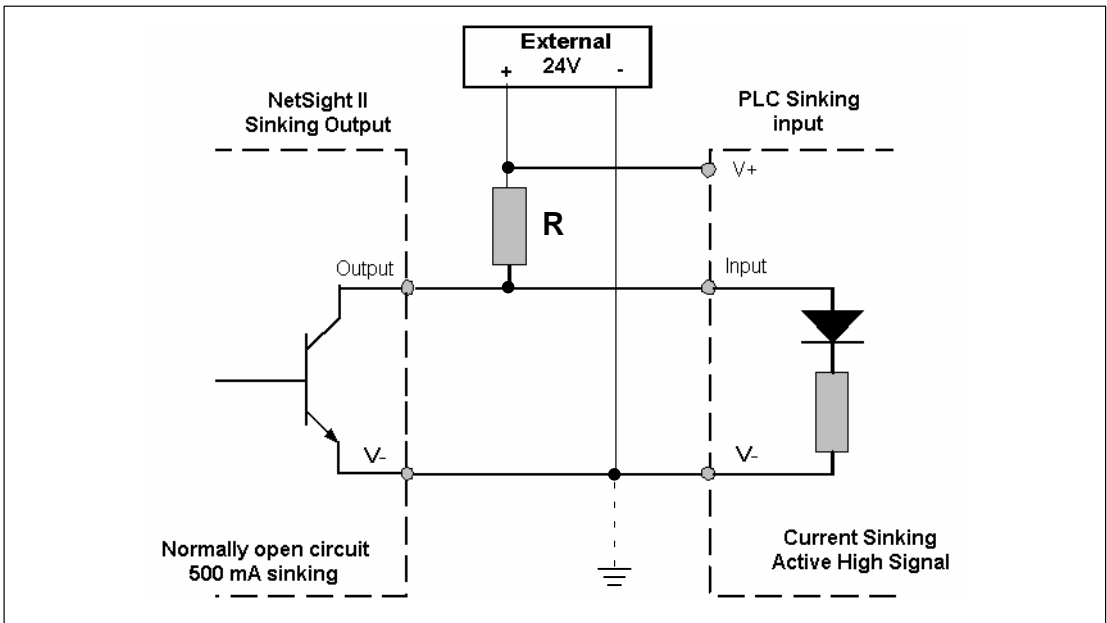 External
24V
+ -
NetSight II
Sinking Output
PLC Sinking
input
V+
R
Output
Input
V-
V-
Normally open circuit
500 mA sinking
Current Sinking
Active High Signal